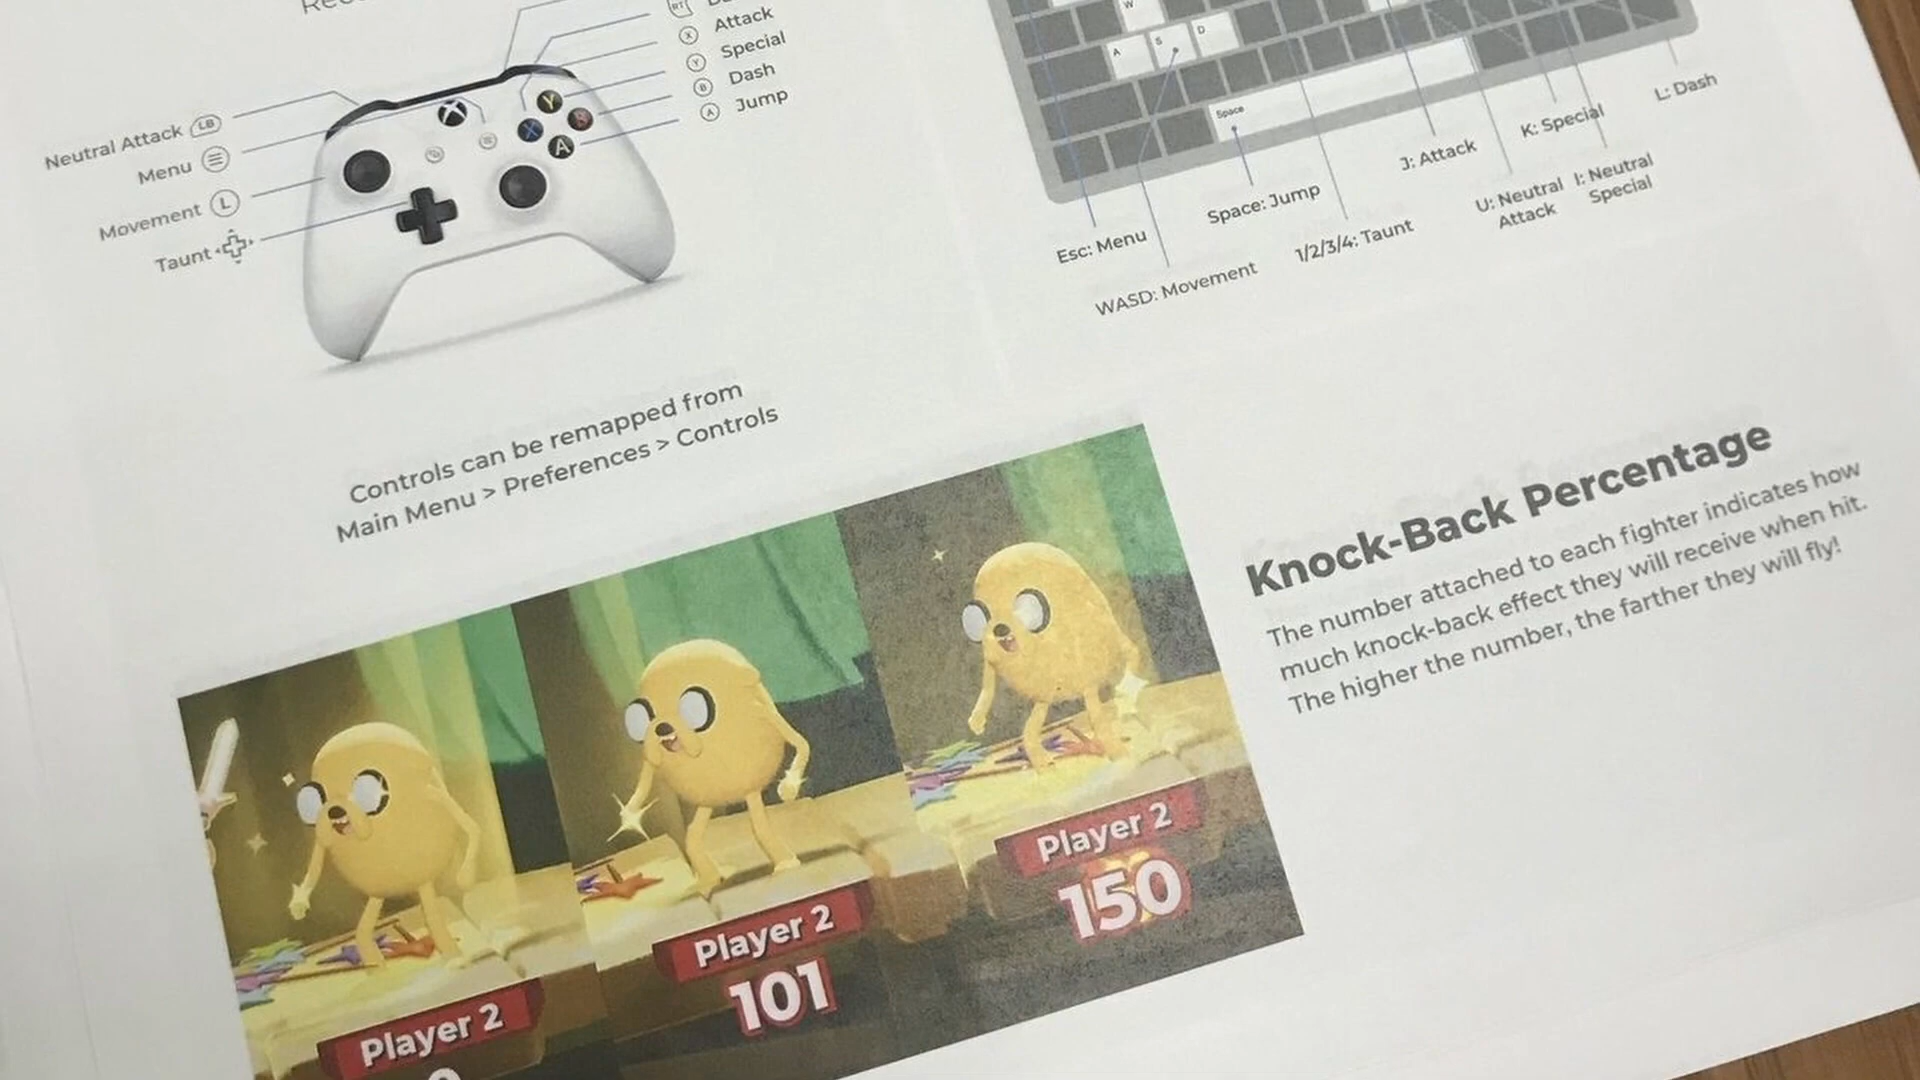 Neutral Attack LB
Menu
Movement L
Taunt
RT
X Attack
Y Special
B Dash
A Jump
Y
X
B
A
W
A
S
D
Space
Esc: Menu
WASD: Movement
Space: Jump
1/2/3/4: Taunt
J: Attack
U: Neutral
Attack
K: Special
I: Neutral
Special
L: Dash
Controls can be remapped from
Main Menu > Preferences > Controls
Knock-Back Percentage
The number attached to each fighter indicates how
much knock-back effect they will receive when hit.
The higher the number, the farther they will fly!
Player 2
Player 2
101
Player 2
150